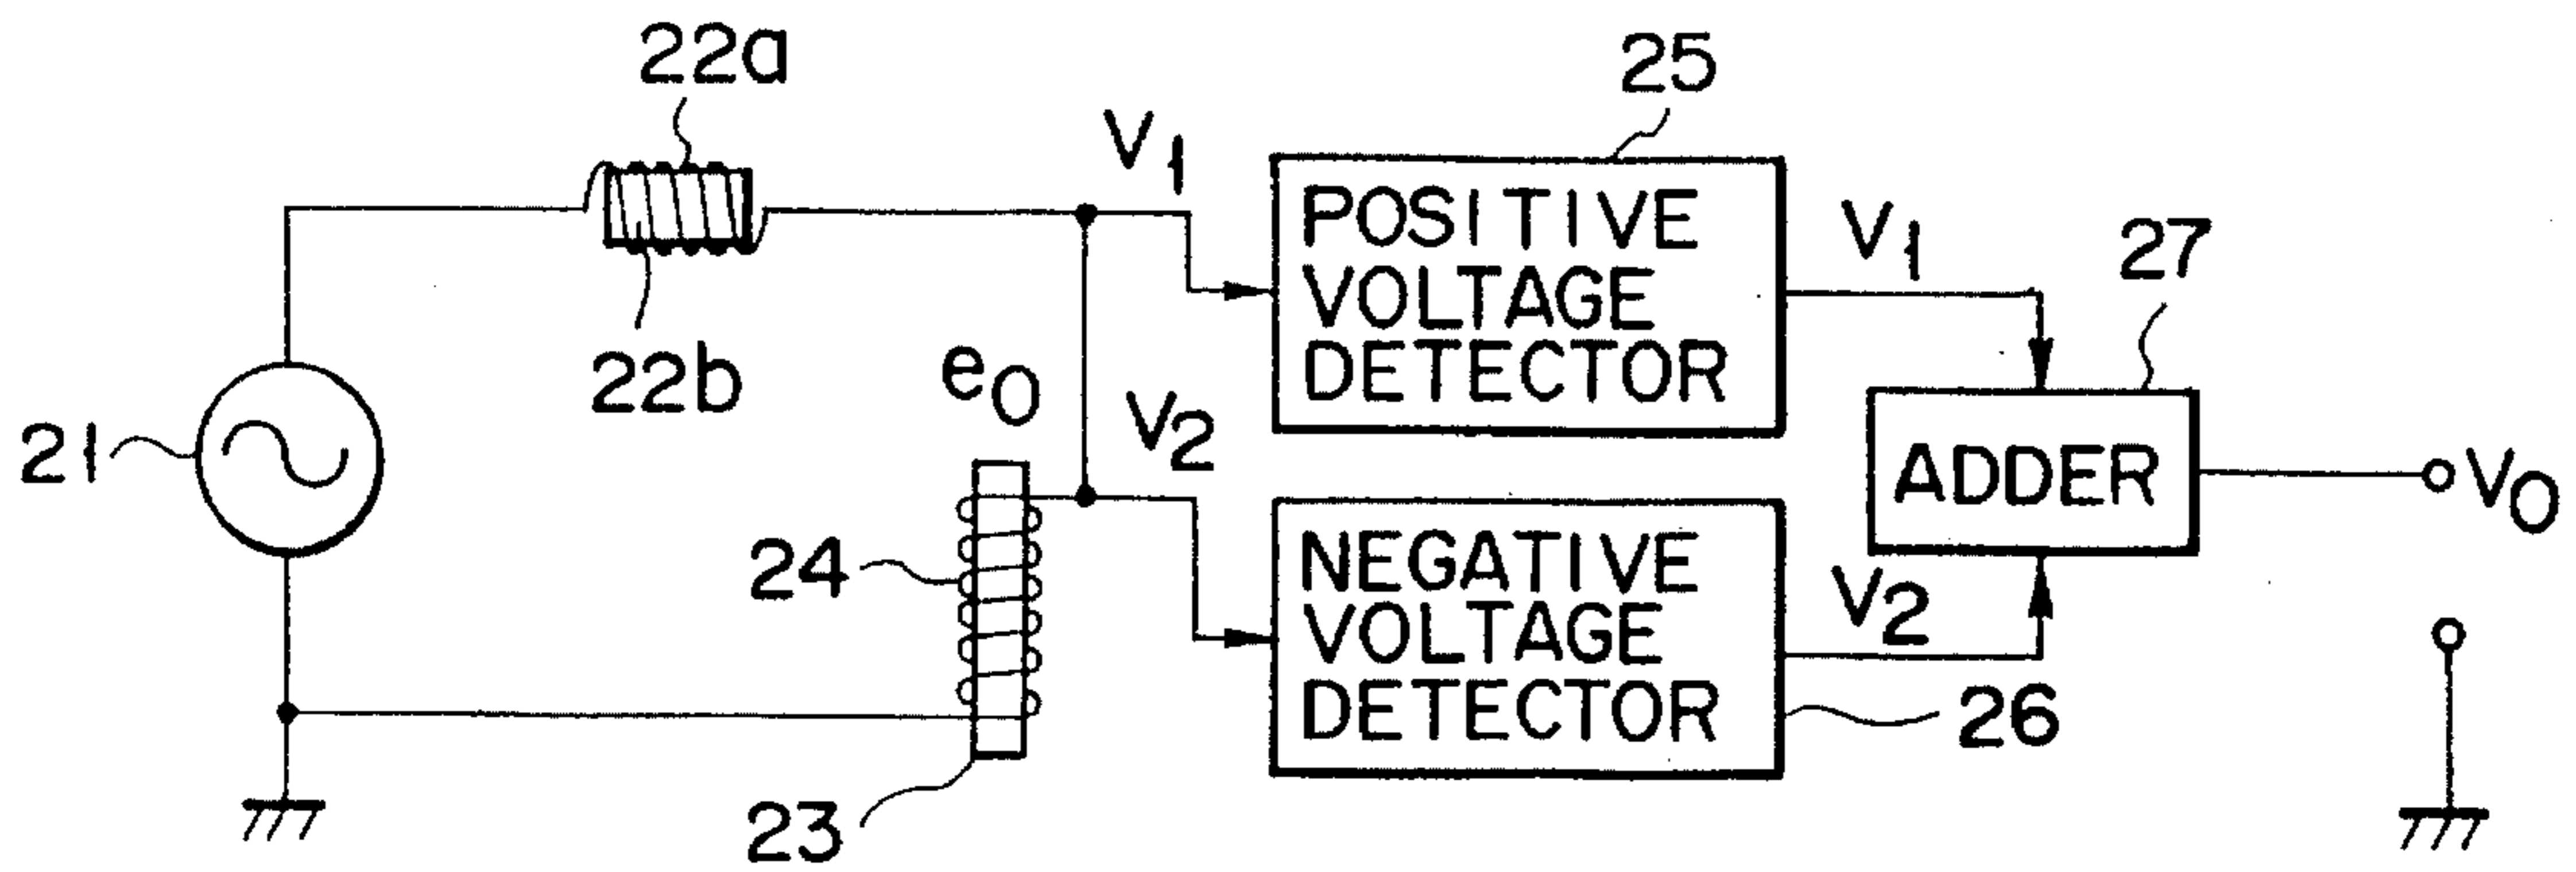 22a
22b
21
e0
24
23
V1
V2
25
POSITIVE
VOLTAGE
DETECTOR
NEGATIVE
VOLTAGE
DETECTOR
26
V1
V2
27
ADDER
V0